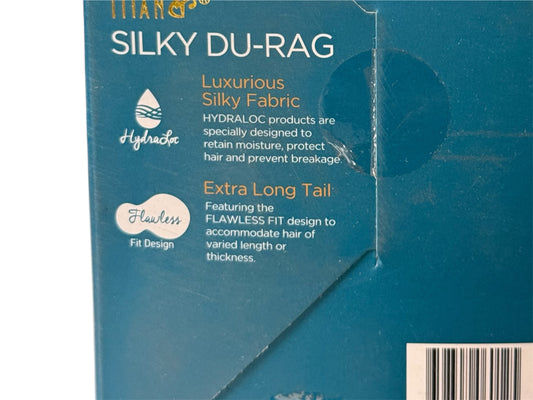 TITAN
SILKY DU-RAG
Luxurious
Silky Fabric
HYDRALOC products are
specially designed to
retain moisture, protect
hair and prevent breakage
HydraLoc
Extra Long Tail
Featuring the
FLAWLESS FIT design to
accommodate hair of
varied length or
thickness.
Flawless
Fit Design